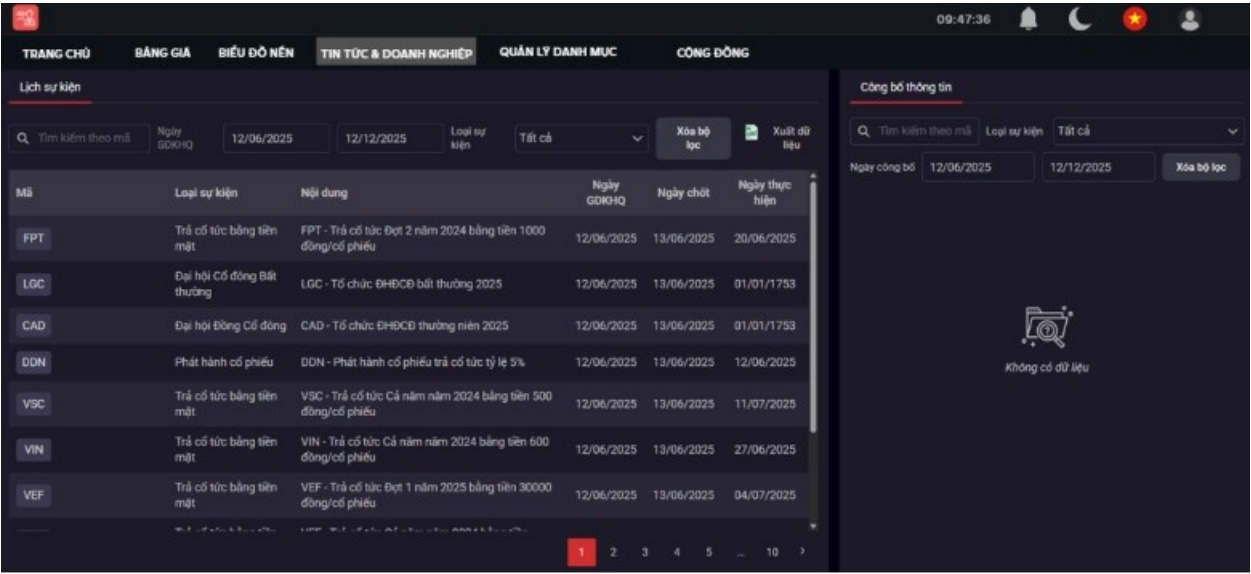 09:47:36
TRANG CHỦ BẢNG GIÁ BIỂU ĐỒ NẾN TIN TỨC & DOANH NGHIỆP QUẢN LÝ DANH MỤC CỘNG ĐỒNG
Lịch sự kiện
Tìm kiếm theo mã Ngày GDKHQ 12/06/2025 12/12/2025 Loại sự kiện Tất cả Xóa bộ lọc Xuất dữ liệu
Mã Loại sự kiện Nội dung Ngày GDKHQ Ngày chốt Ngày thực hiện
FPT Trả cổ tức bằng tiền mặt FPT - Trả cổ tức Đợt 2 năm 2024 bằng tiền 1000 đồng/cổ phiếu 12/06/2025 13/06/2025 20/06/2025
LGC Đại hội Cổ đông Bất thường LGC - Tổ chức ĐHĐCĐ bất thường 2025 12/06/2025 13/06/2025 01/01/1753
CAD Đại hội Đồng Cổ đông CAD - Tổ chức ĐHĐCĐ thường niên 2025 12/06/2025 13/06/2025 01/01/1753
DDN Phát hành cổ phiếu DDN - Phát hành cổ phiếu trả cổ tức tỷ lệ 5% 12/06/2025 13/06/2025 12/06/2025
VSC Trả cổ tức bằng tiền mặt VSC - Trả cổ tức Cả năm năm 2024 bằng tiền 500 đồng/cổ phiếu 12/06/2025 13/06/2025 11/07/2025
VIN Trả cổ tức bằng tiền mặt VIN - Trả cổ tức Cả năm năm 2024 bằng tiền 600 đồng/cổ phiếu 12/06/2025 13/06/2025 27/06/2025
VEF Trả cổ tức bằng tiền mặt VEF - Trả cổ tức Đợt 1 năm 2025 bằng tiền 30000 đồng/cổ phiếu 12/06/2025 13/06/2025 04/07/2025
1 2 3 4 5 ... 10 >
Công bố thông tin
Tìm kiếm theo mã Loại sự kiện Tất cả
Ngày công bố 12/06/2025 12/12/2025 Xóa bộ lọc
Không có dữ liệu